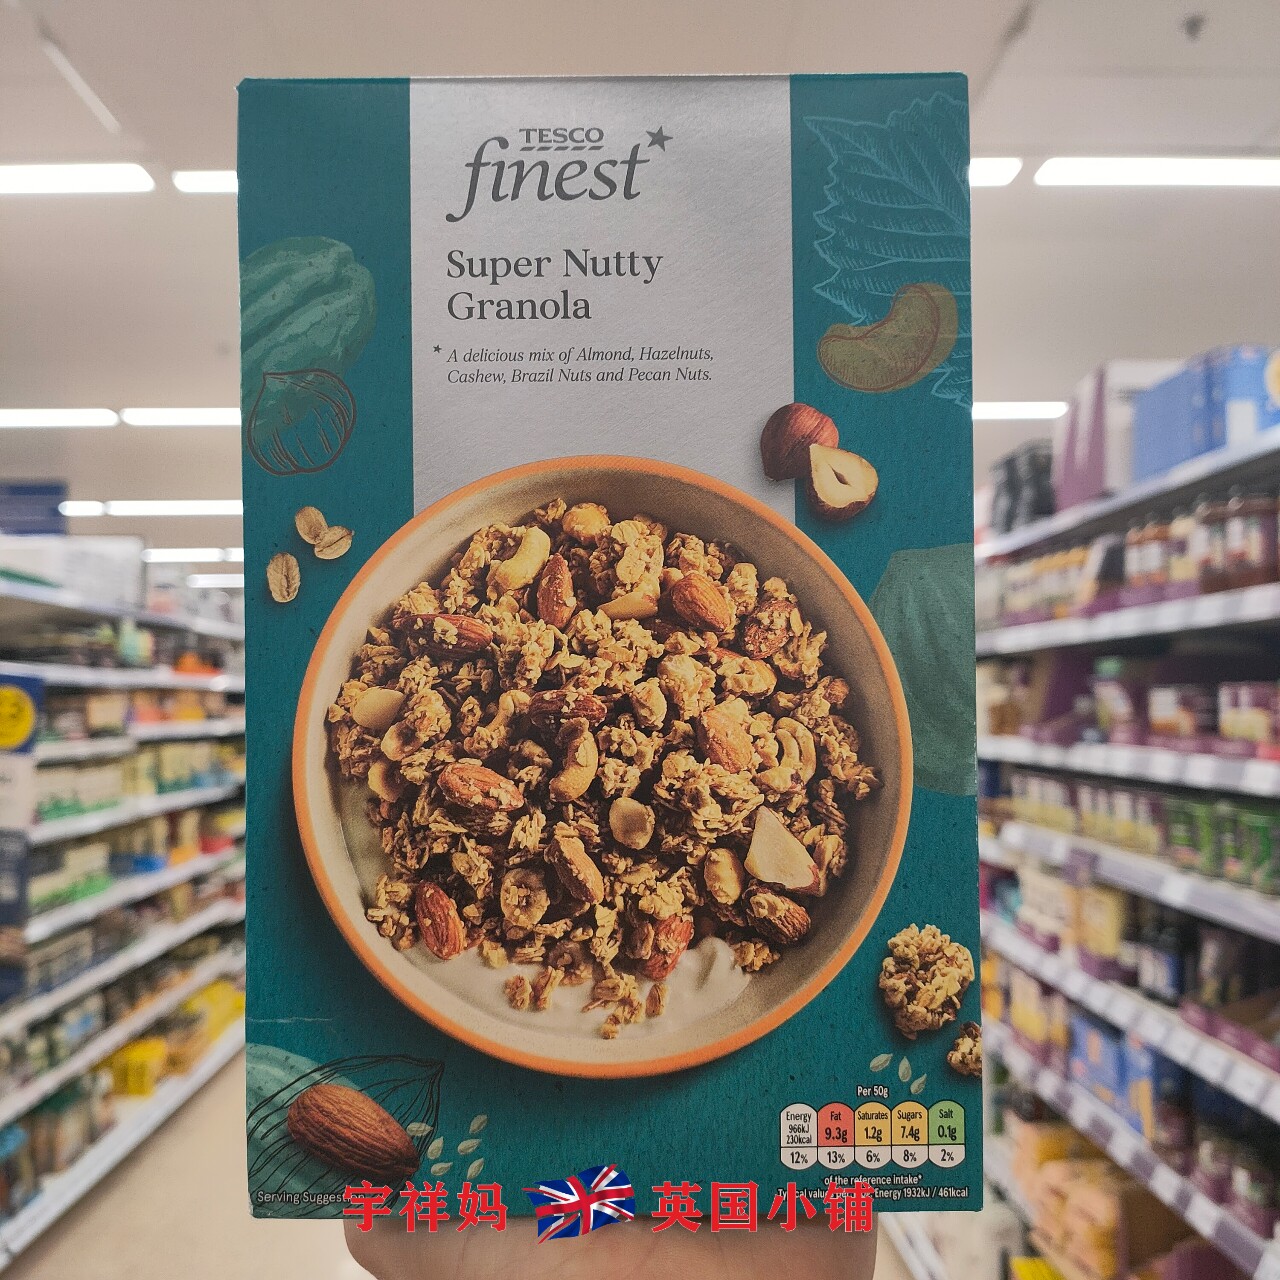 TESCO
finest*
Super Nutty
Granola
* A delicious mix of Almond, Hazelnuts,
Cashew, Brazil Nuts and Pecan Nuts.
Per 50g
Energy Fat Saturates Sugars Salt
966kJ 9.3g 1.2g 7.4g 0.1g
230kcal
12% 13% 6% 8% 2%
of the reference intake*
Energy 1932kJ / 461kcal
Serving
宇祥妈 英国小铺